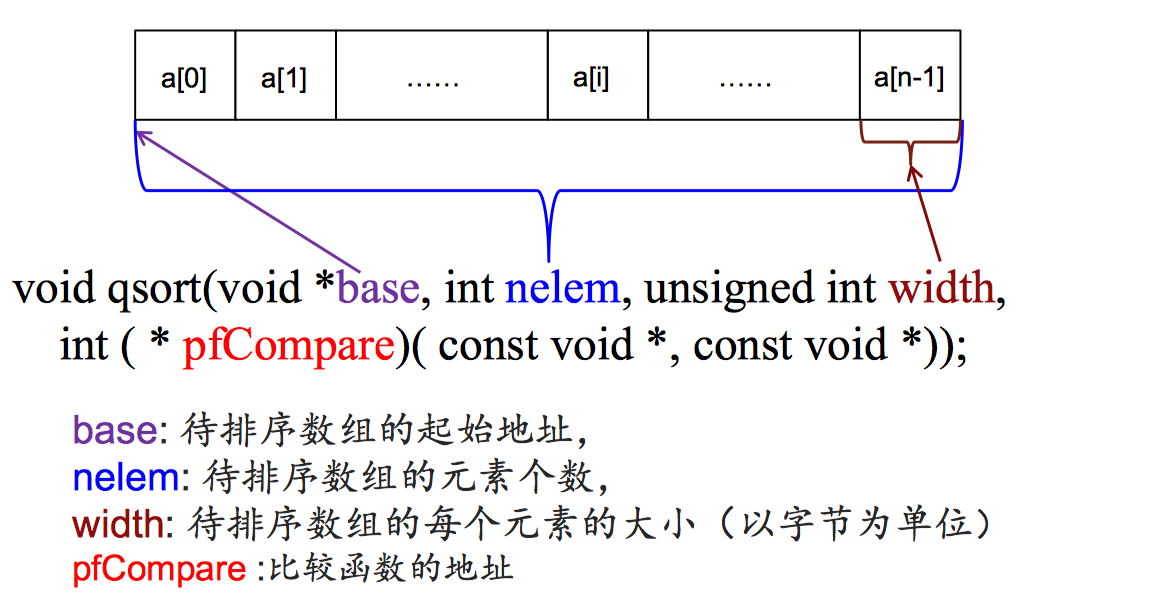 a[0] a[1] …… a[i] …… a[n-1]
void qsort(void *base, int nelem, unsigned int width,
int ( * pfCompare)( const void *, const void *));
base: 待排序数组的起始地址，
nelem: 待排序数组的元素个数，
width: 待排序数组的每个元素的大小（以字节为单位）
pfCompare :比较函数的地址